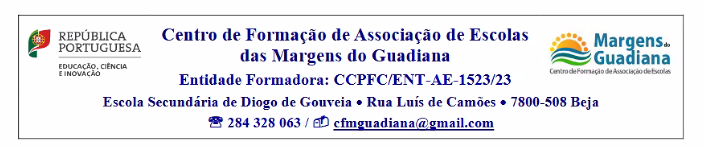 REPÚBLICA
PORTUGUESA
EDUCAÇÃO, CIÊNCIA
E INOVAÇÃO
Centro de Formação de Associação de Escolas
das Margens do Guadiana
Entidade Formadora: CCPFC/ENT-AE-1523/23
Escola Secundária de Diogo de Gouveia • Rua Luís de Camões • 7800-508 Beja
☎ 284 328 063 / cfmguadiana@gmail.com
Margens do
Guadiana
Centro de Formação de Associação de Escolas